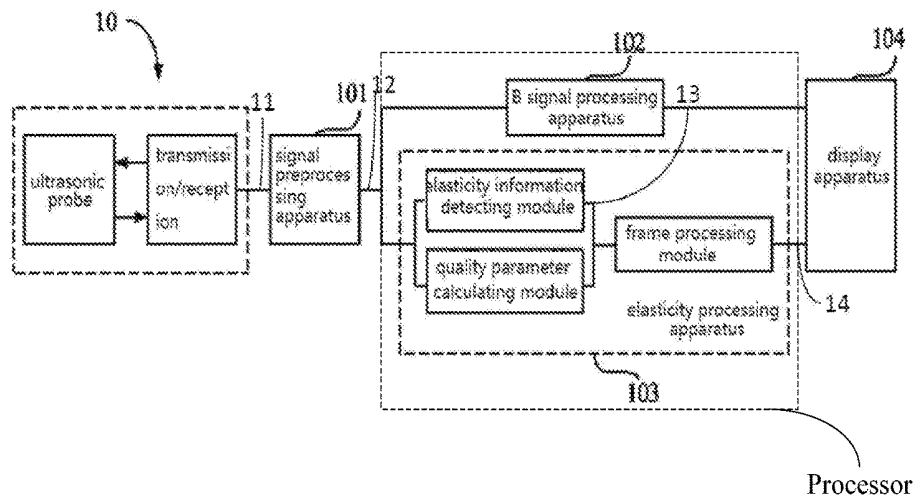 10
11
101
12
102
104
B signal processing
apparatus
13
ultrasonic
probe
transmissi
on/recept
ion
signal
preproces
sing
apparatus
elasticity information
detecting module
quality parameter
calculating module
frame processing
module
display
apparatus
elasticity processing
apparatus
14
103
Processor